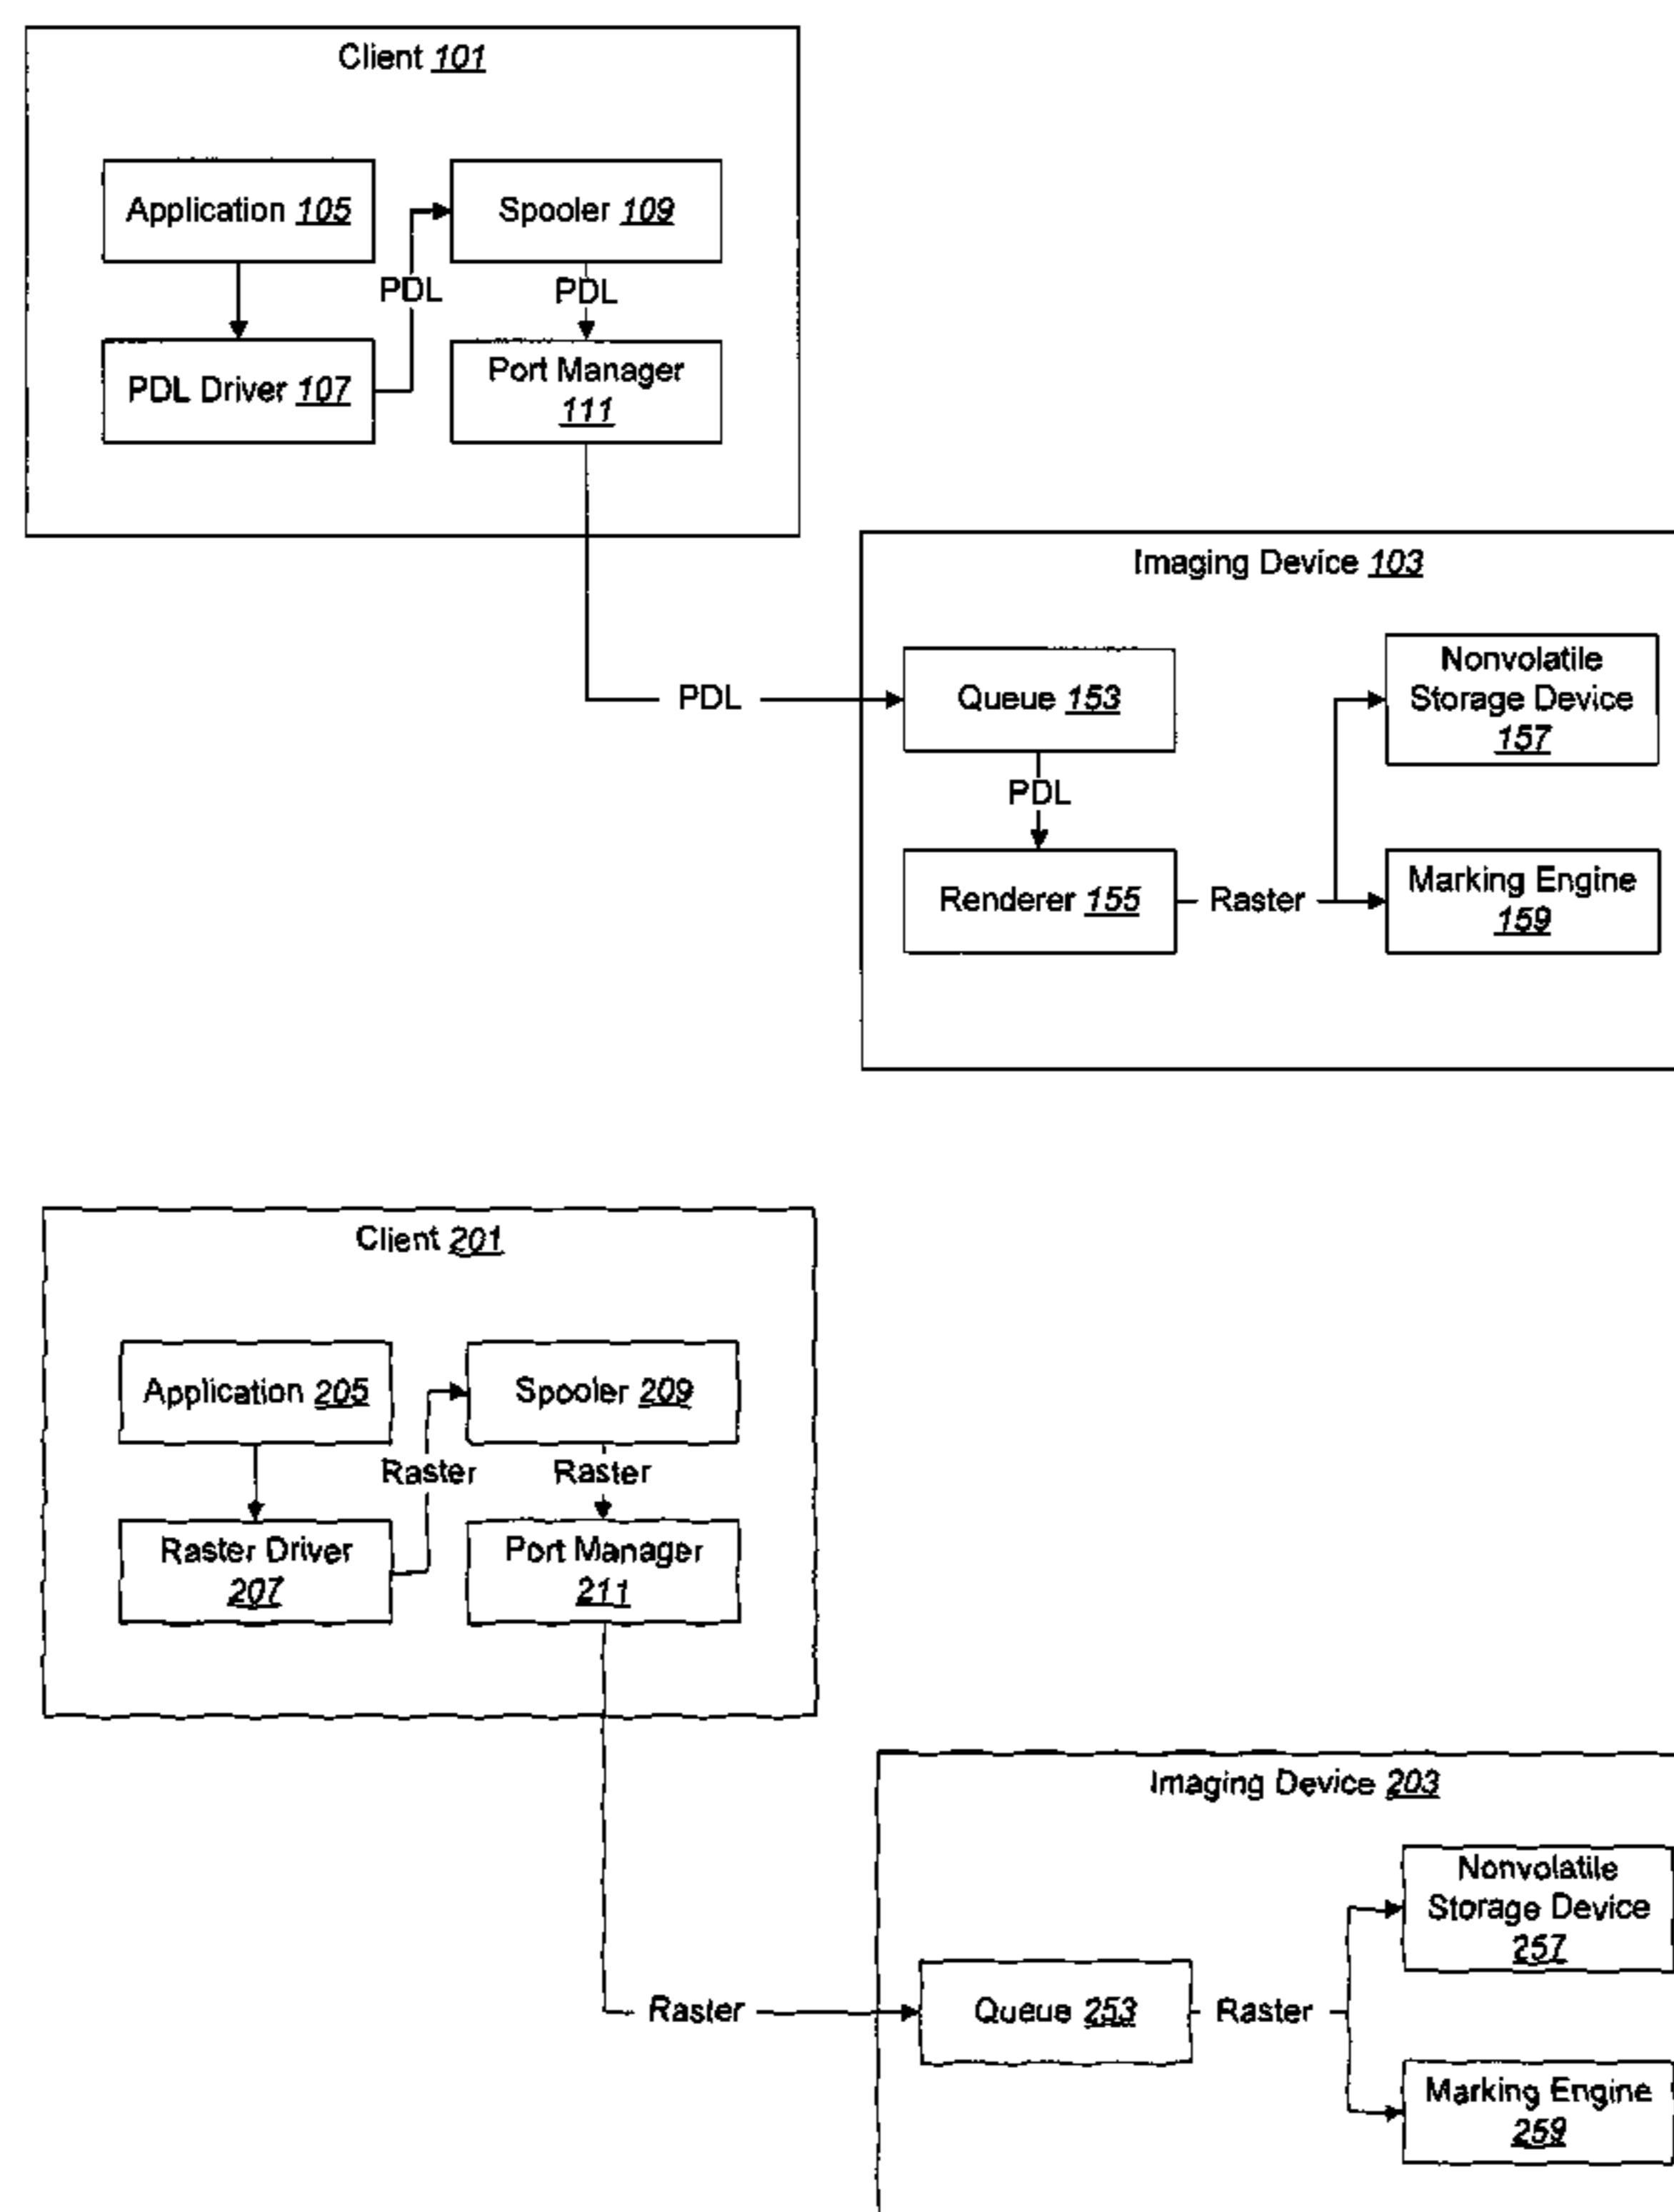 Client 101
Application 105
Spooler 109
PDL
PDL
PDL Driver 107
Port Manager
111
Imaging Device 103
PDL
Queue 153
Nonvolatile
Storage Device
157
PDL
Renderer 155
Raster
Marking Engine
159
Client 201
Application 205
Spooler 209
Raster
Raster
Raster Driver
207
Port Manager
211
Imaging Device 203
Raster
Queue 253
Raster
Nonvolatile
Storage Device
257
Marking Engine
259